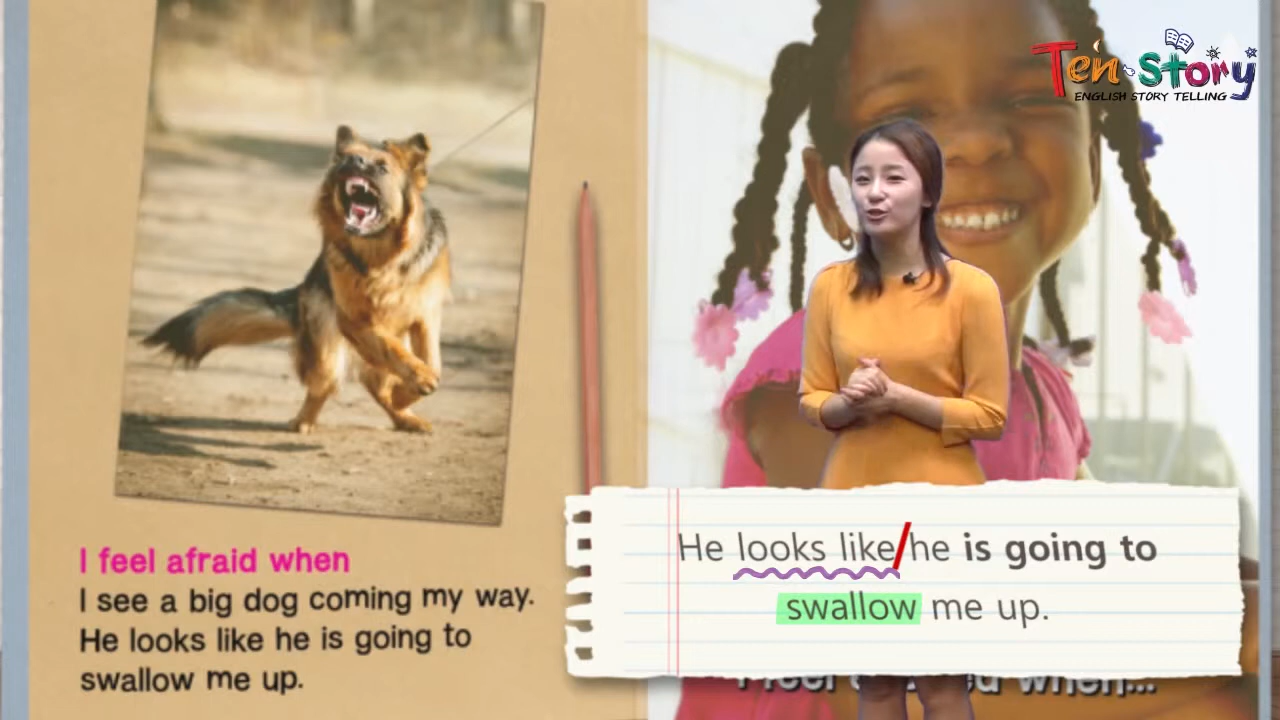 Ten Story
ENGLISH STORY TELLING
I feel afraid when
I see a big dog coming my way.
He looks like he is going to
swallow me up.
He looks like/he is going to
swallow me up.
when...